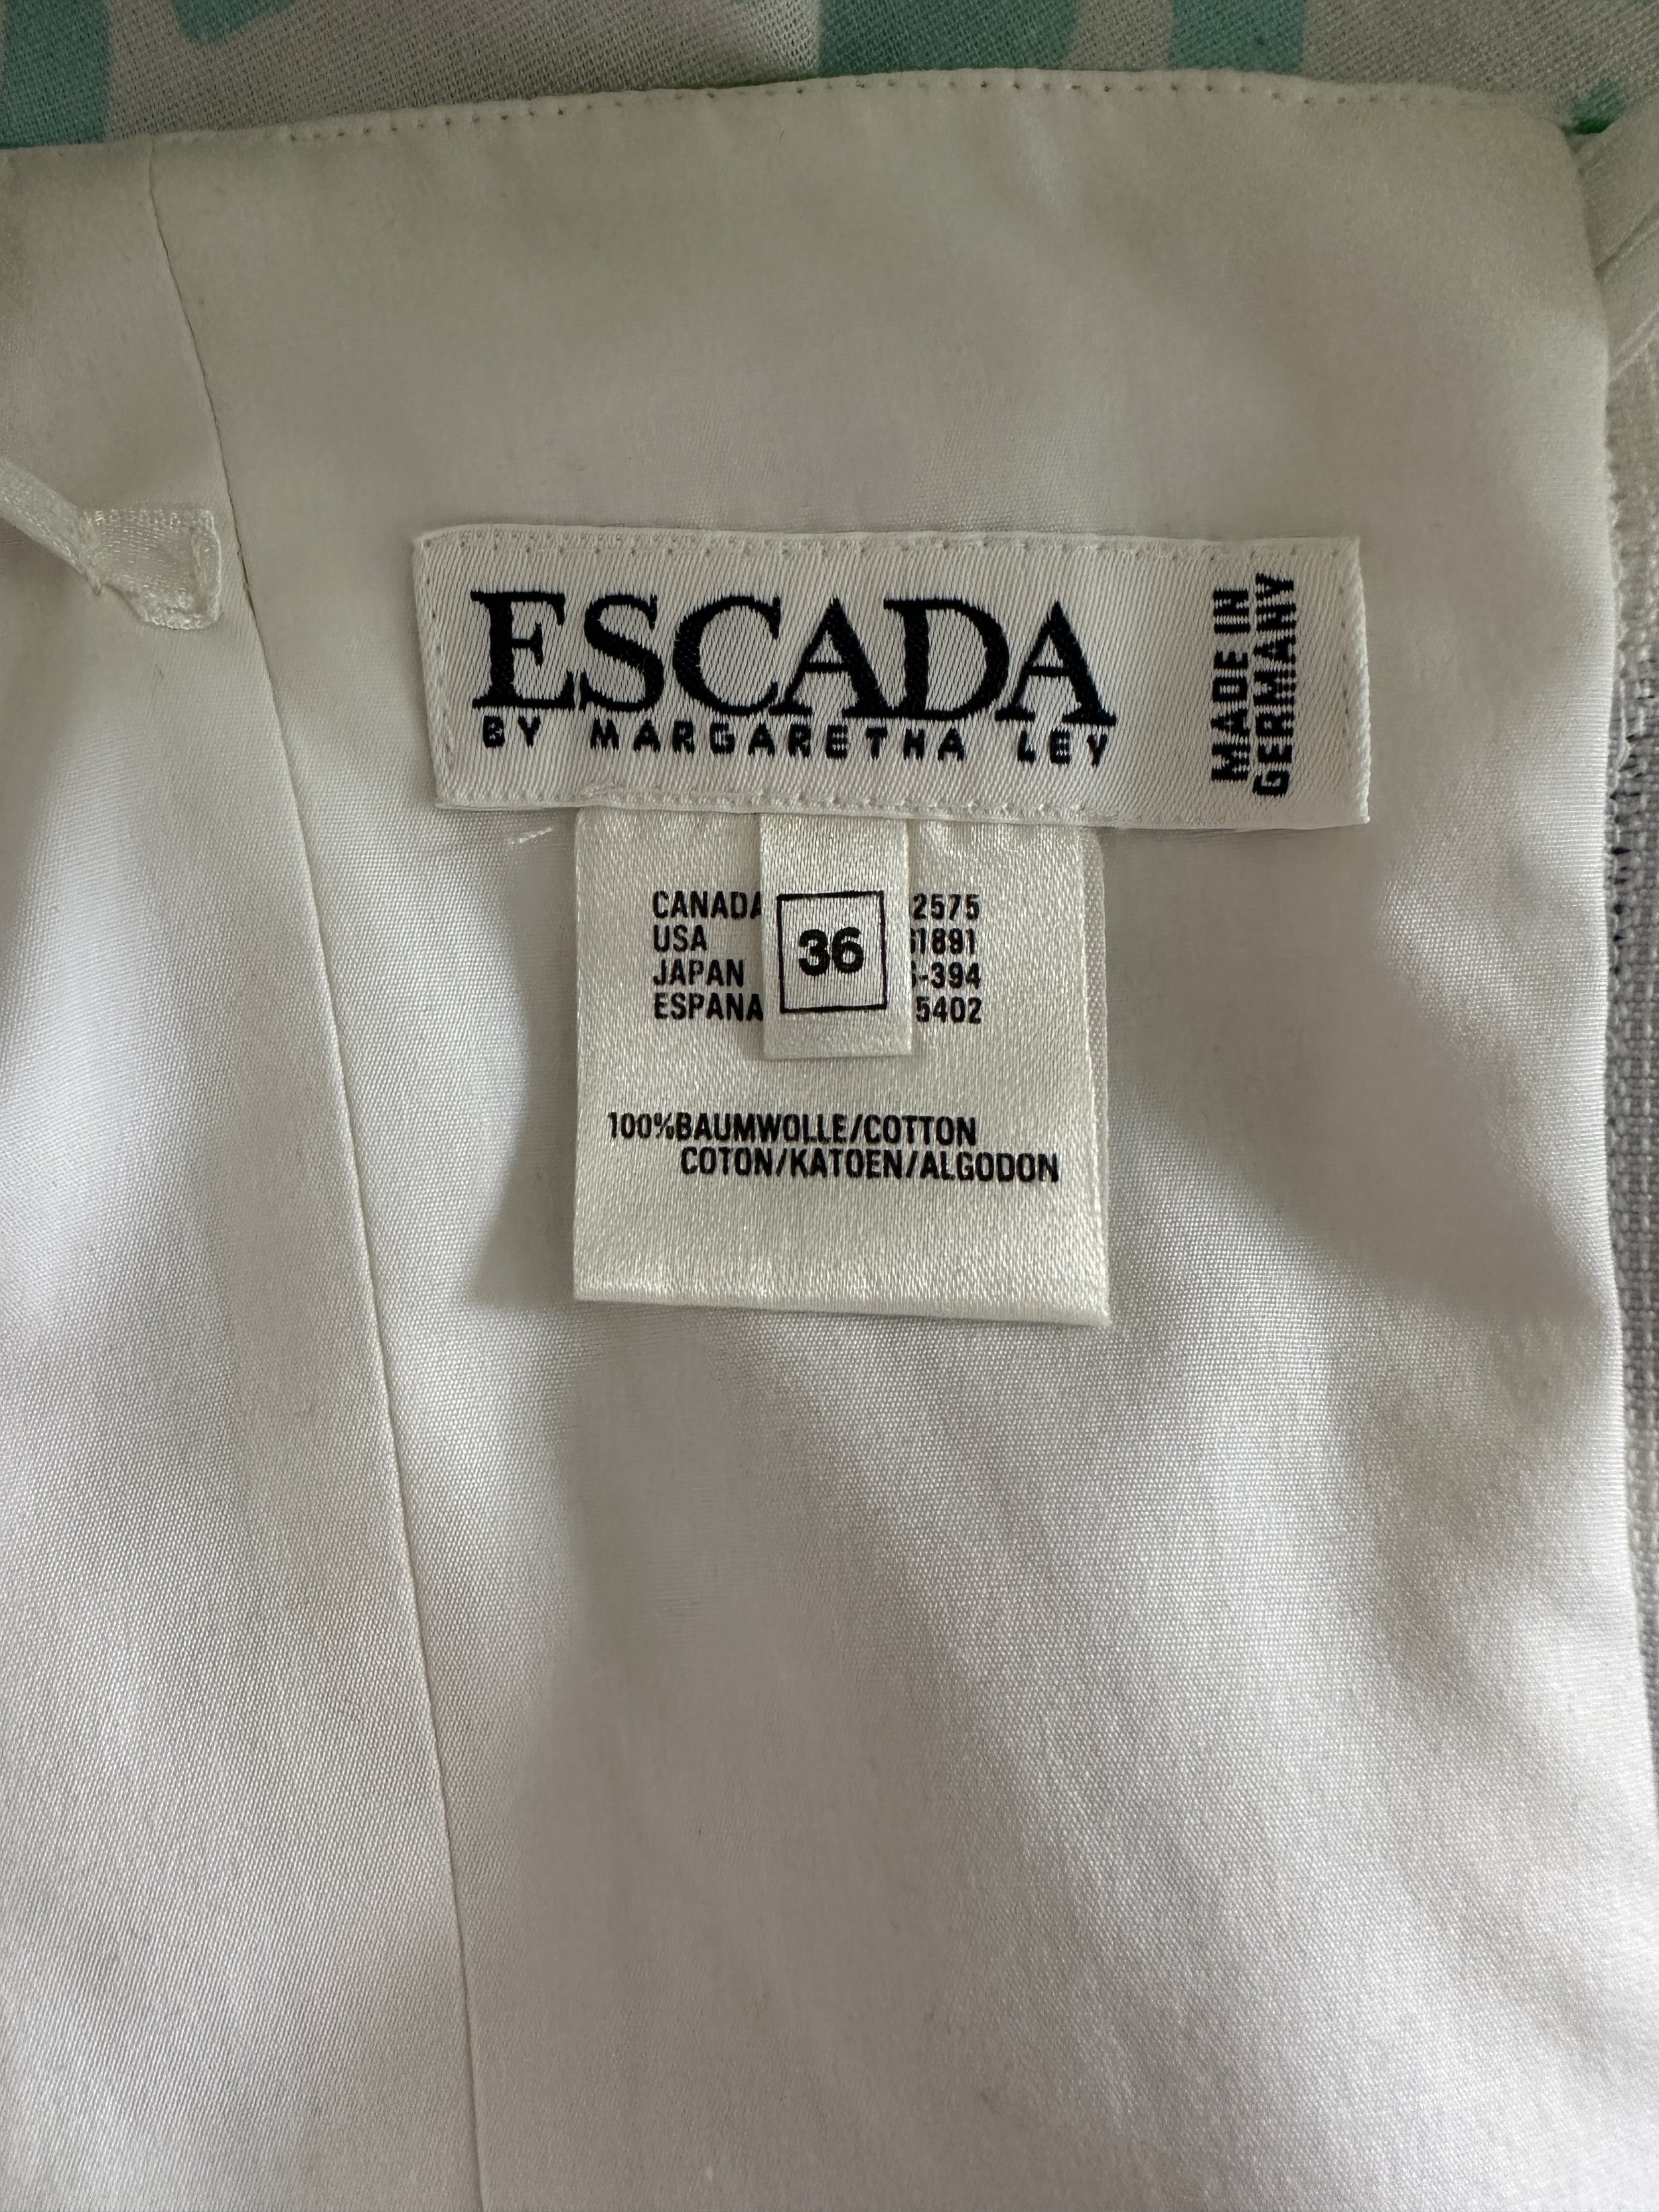 ESCADA
BY MARGARETHA LEY
MADE IN
GERMANY
36
CANADA 2575
USA 1891
JAPAN -394
ESPANA 5402
100%BAUMWOLLE/COTTON
COTON/KATOEN/ALGODON